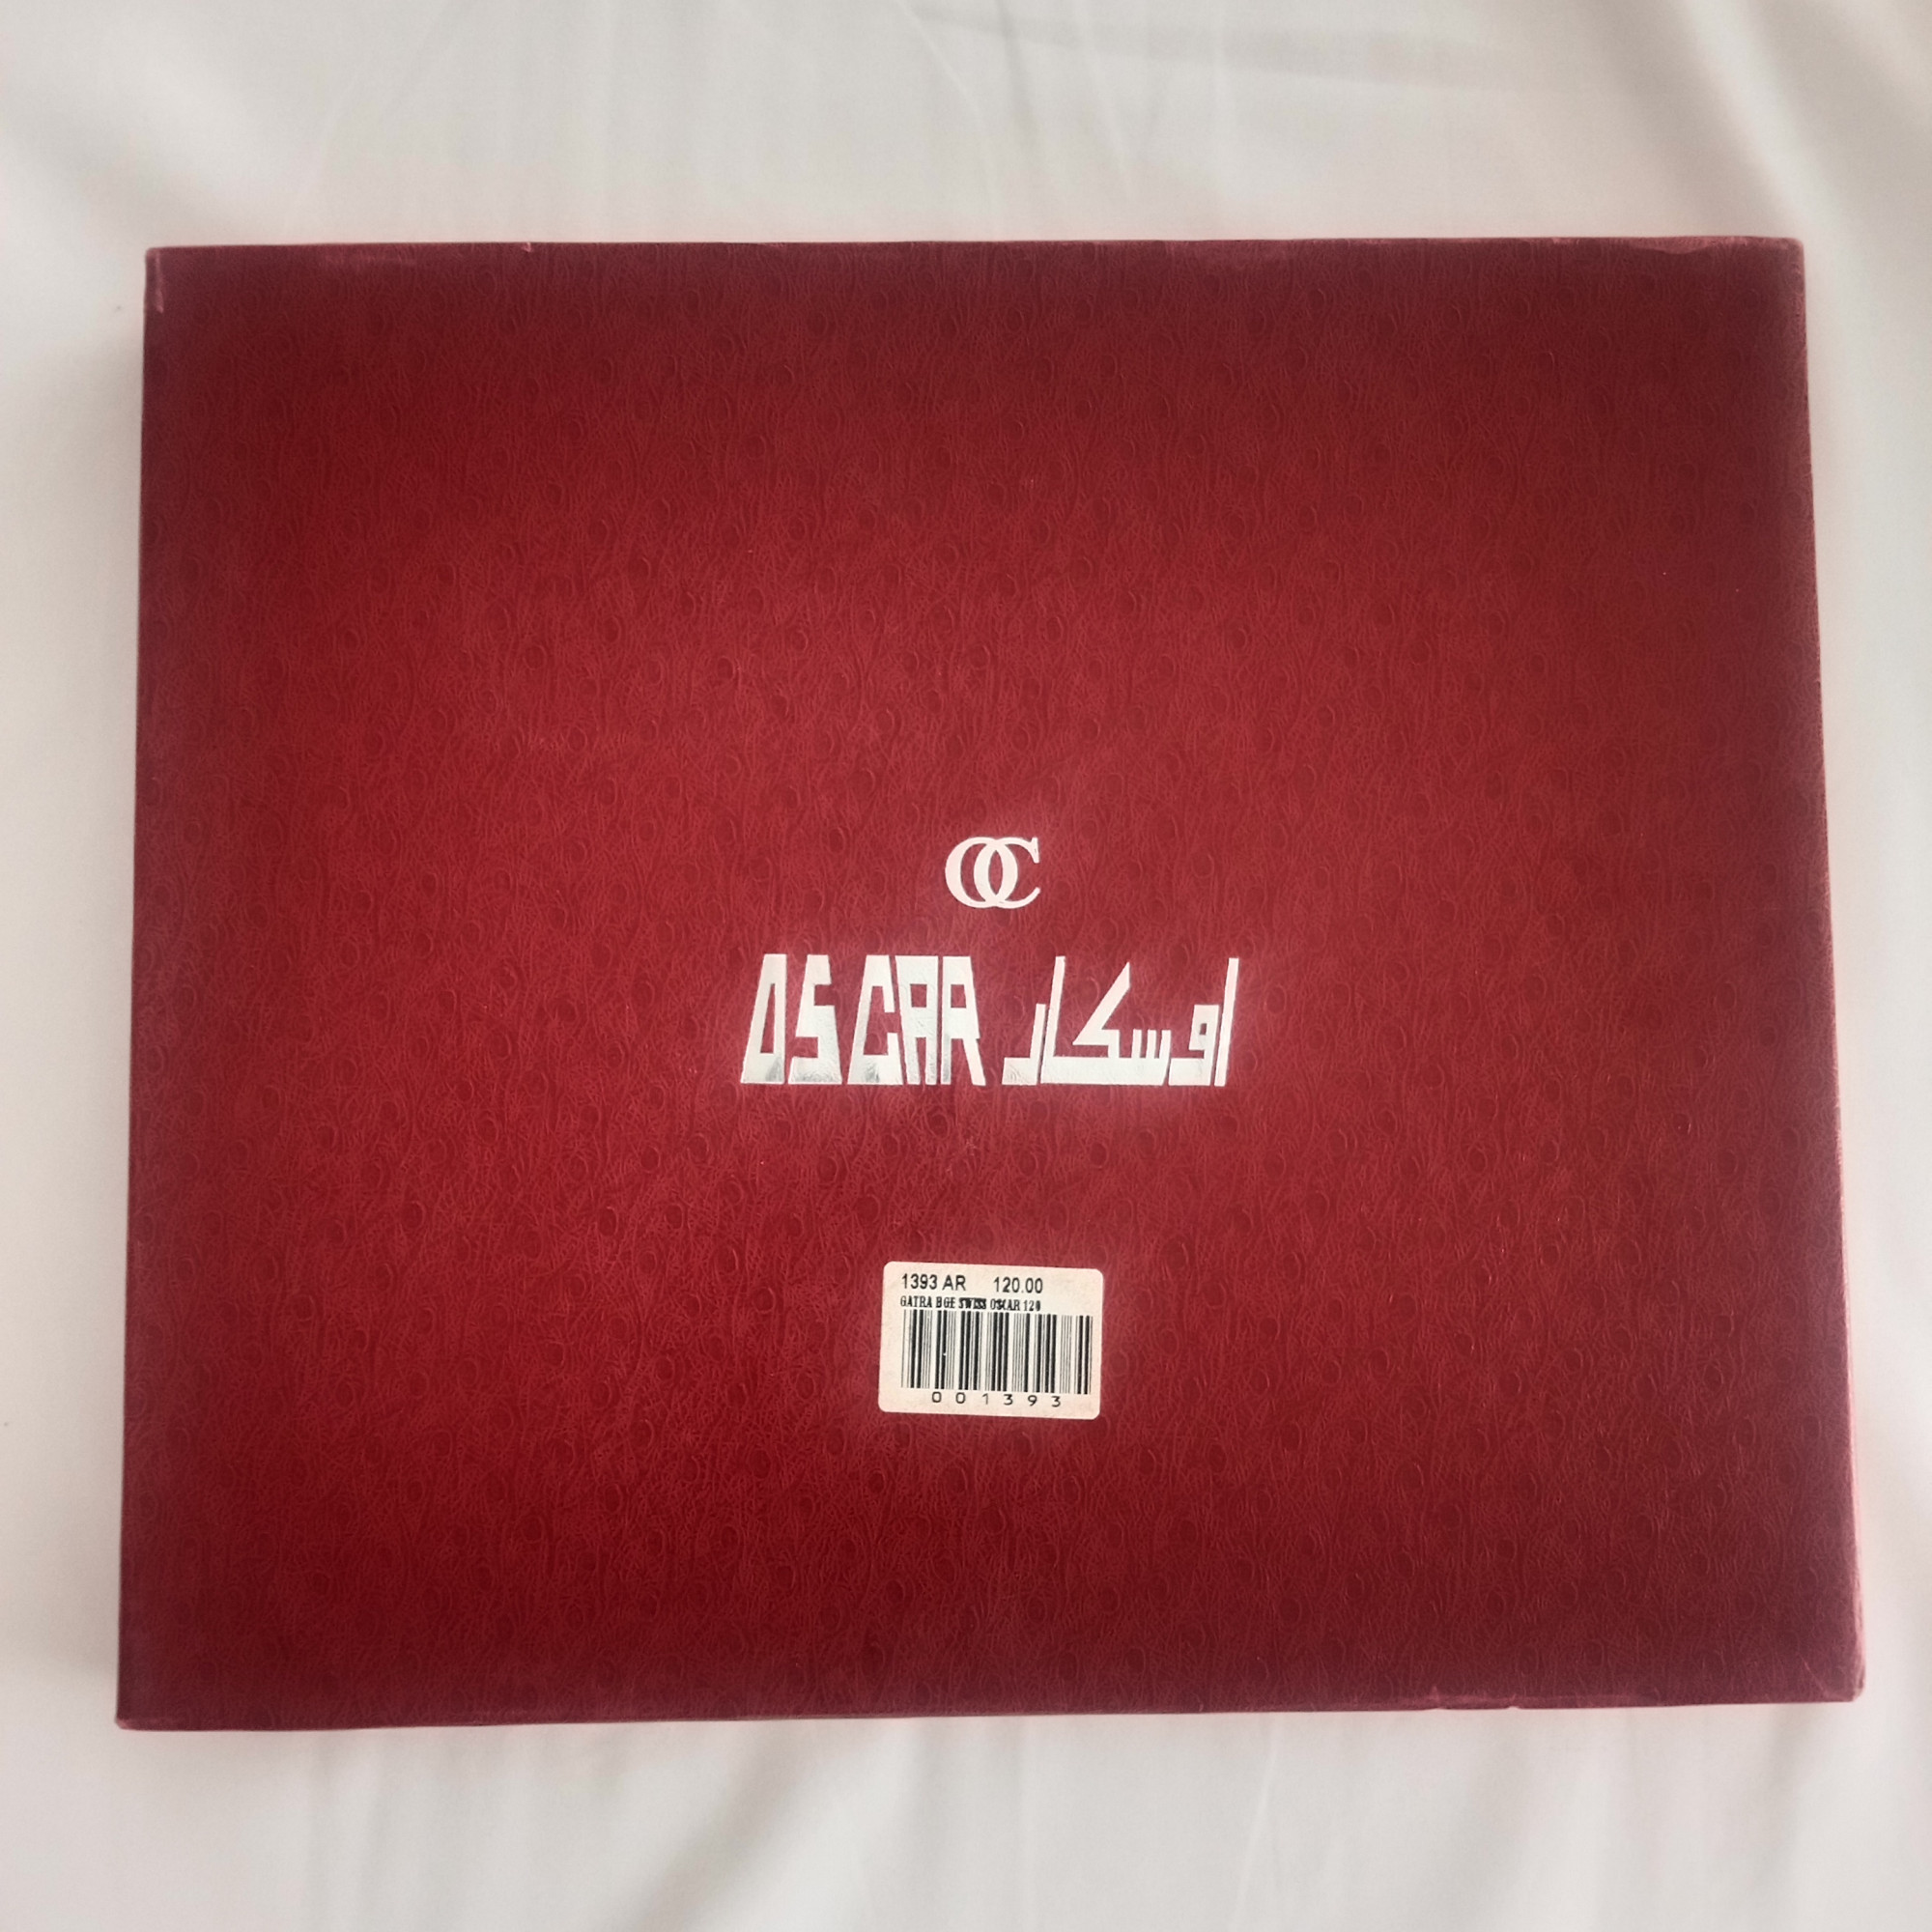 OC
OSCAR اوسكار
1393 AR 120.00
GATRA BGE SWISS OSCAR 120
001393